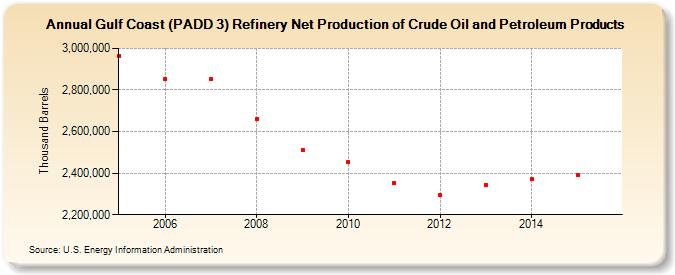 Annual Gulf Coast (PADD 3) Refinery Net Production of Crude Oil and Petroleum Products
Thousand Barrels
3,000,000
2,800,000
2,600,000
2,400,000
2,200,000
2006 2008 2010 2012 2014
Source: U.S. Energy Information Administration